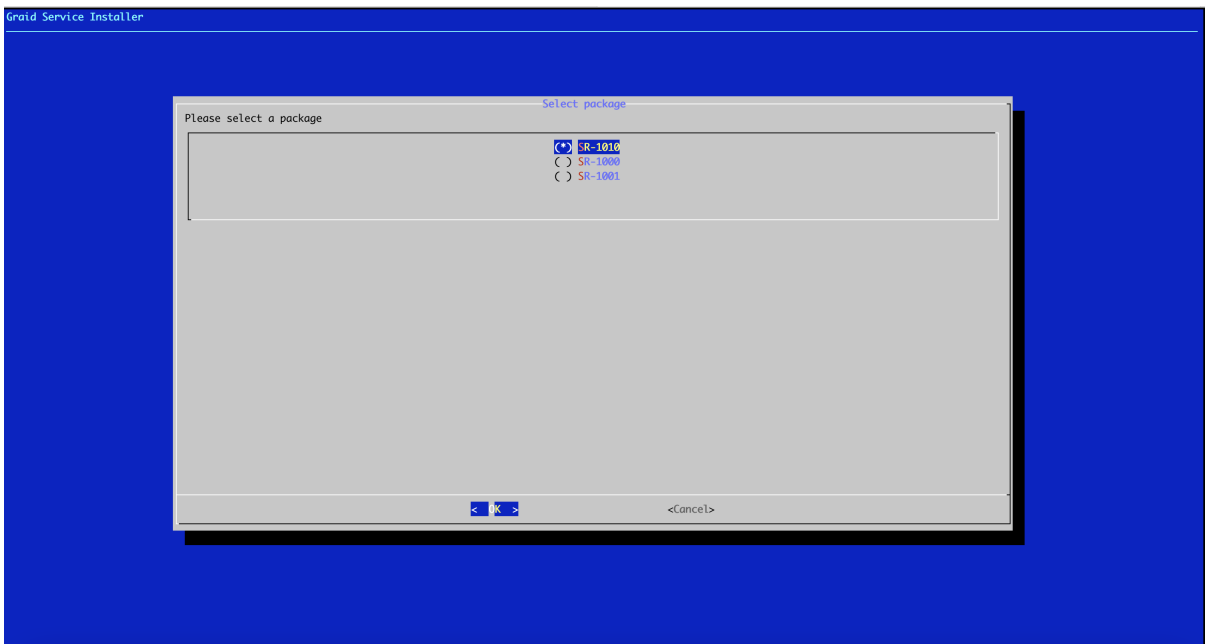 Graid Service Installer
Select package
Please select a package
(*) SR-1010
( ) SR-1000
( ) SR-1001
< OK > <Cancel>